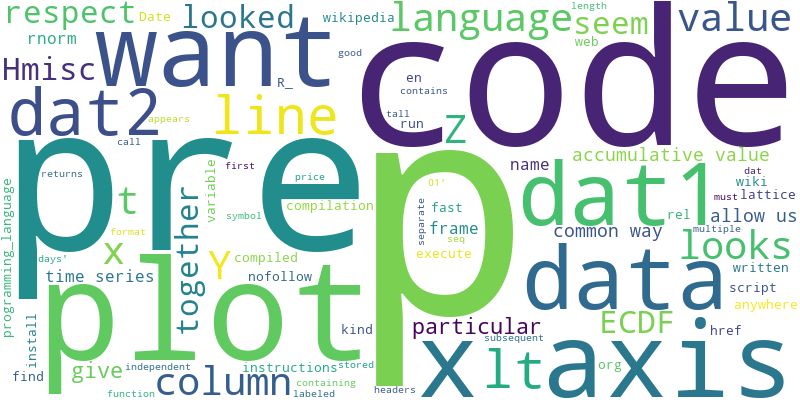 respect
Date
looked
wikipedia
language
length
seem
value
rnorm
want
good
web
Hmisc
R_
en
contains
code
dat2
appears
line
tall
run
Z
call
pre
p
accumulative value
first
name
dat
returns
programming_language
t
together
variable
price
01'
dat1
wiki
must
lattice
compilation
separate
fast
rel
allow us
symbol
frame
common way
multiple
format
x
Y
seq
looks
days'
time series
compiled
nofollow
execute
data
written
script
anywhere
plot
install
kind
particular
ECDF
href
find
give
independent
instructions
stored
subsequent
x
lt
axis
org
column
containing
function
labeled
headers